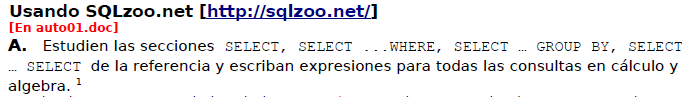 Usando SQLzoo.net [http://sqlzoo.net/]
[En auto01.doc]
A. Estudien las secciones SELECT, SELECT ...WHERE, SELECT … GROUP BY, SELECT
… SELECT de la referencia y escriban expresiones para todas las consultas en cálculo y
algebra. 1